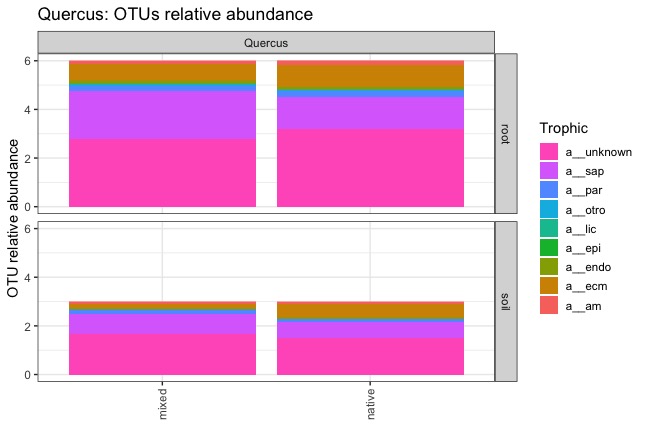 Quercus: OTUs relative abundance
Quercus
OTU relative abundance
6
4
2
0
root
6
4
2
0
soil
mixed
native
Trophic
a__unknown
a__sap
a__par
a__otro
a__lic
a__epi
a__endo
a__ecm
a__am